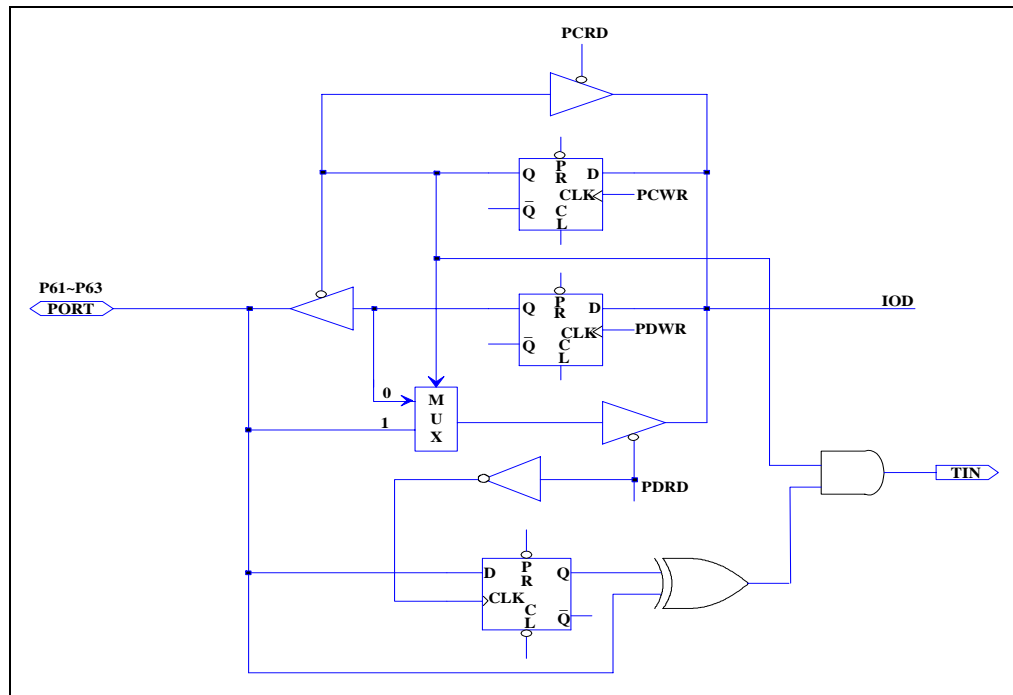 PCRD
Q P R D
CLK
PCWR
Q̅ C L
P61~P63
PORT
Q P R D
IOD
CLK
PDWR
Q̅ C L
0
1
M U X
PDRD
TIN
D P R Q
CLK
C L Q̅